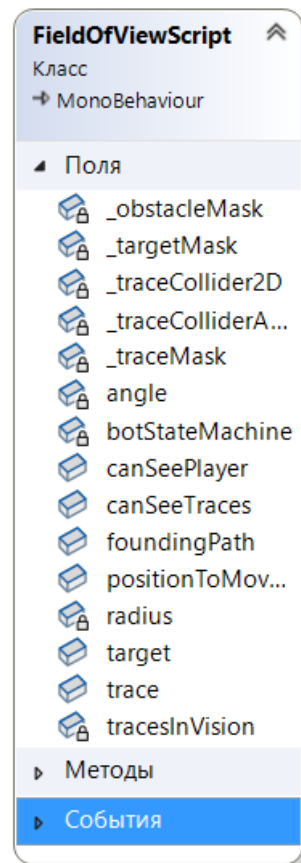 FieldOfViewScript
Класс
MonoBehaviour
Поля
_obstacleMask
_targetMask
_traceCollider2D
_traceColliderA...
_traceMask
angle
botStateMachine
canSeePlayer
canSeeTraces
foundingPath
positionToMov...
radius
target
trace
tracesInVision
Методы
События